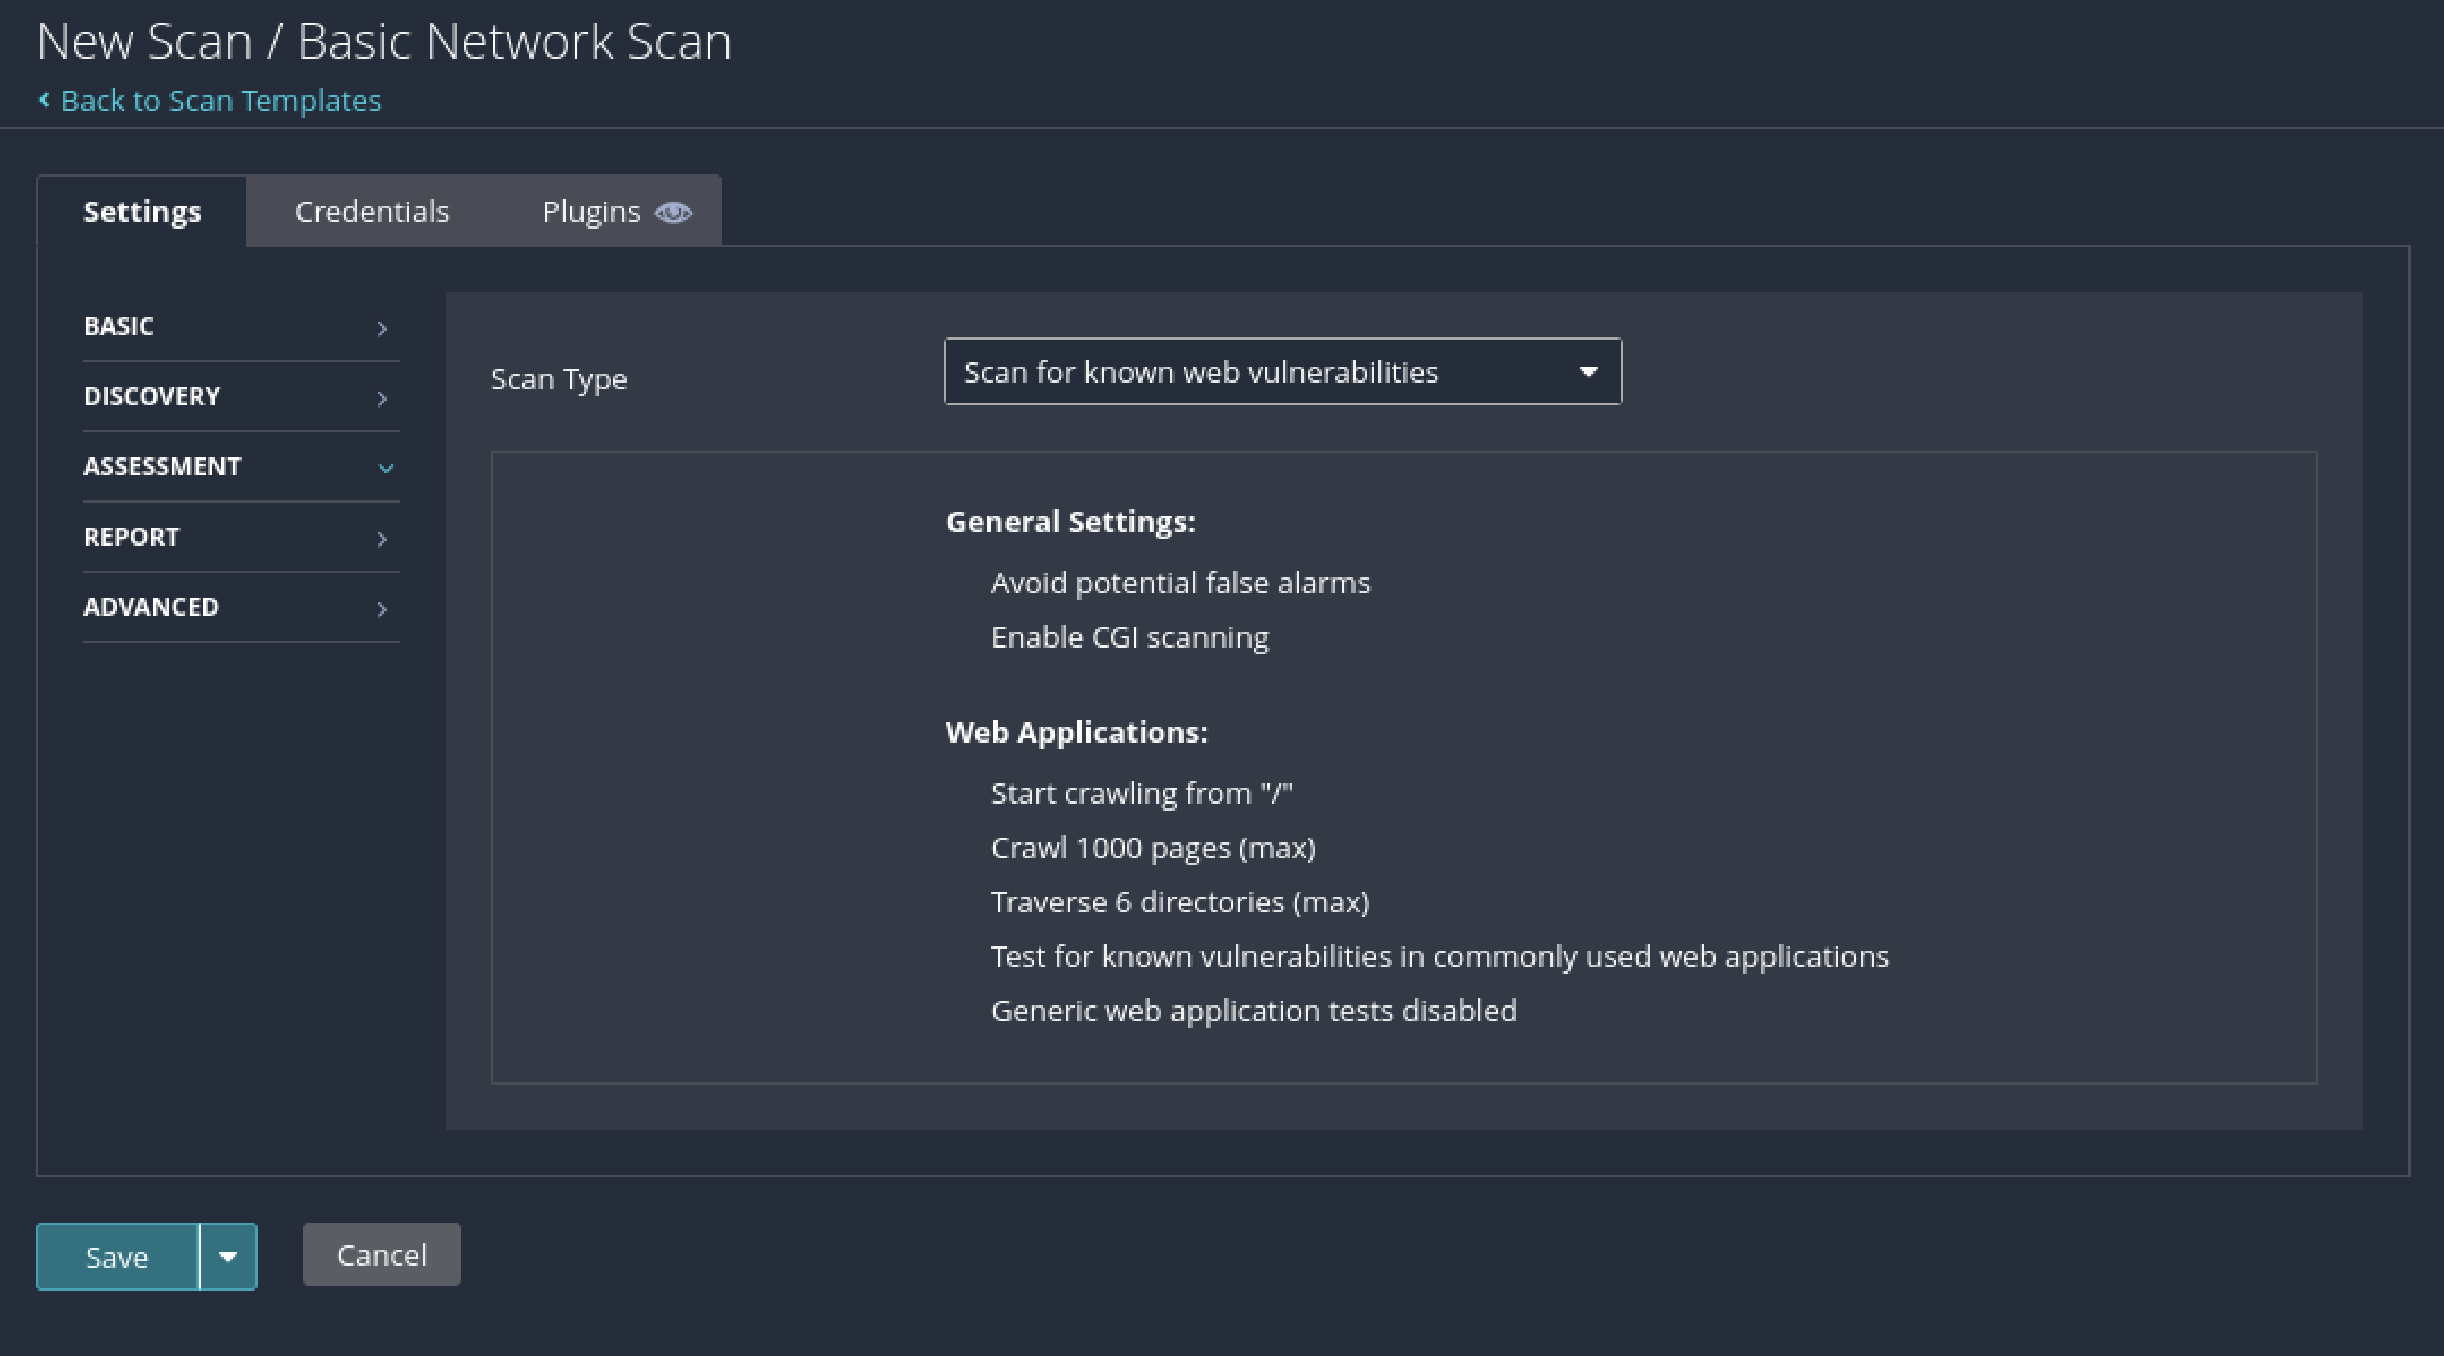 New Scan / Basic Network Scan
Back to Scan Templates
Settings
Credentials
Plugins
BASIC
DISCOVERY
ASSESSMENT
REPORT
ADVANCED
Scan Type
Scan for known web vulnerabilities
General Settings:
Avoid potential false alarms
Enable CGI scanning
Web Applications:
Start crawling from "/"
Crawl 1000 pages (max)
Traverse 6 directories (max)
Test for known vulnerabilities in commonly used web applications
Generic web application tests disabled
Save
Cancel